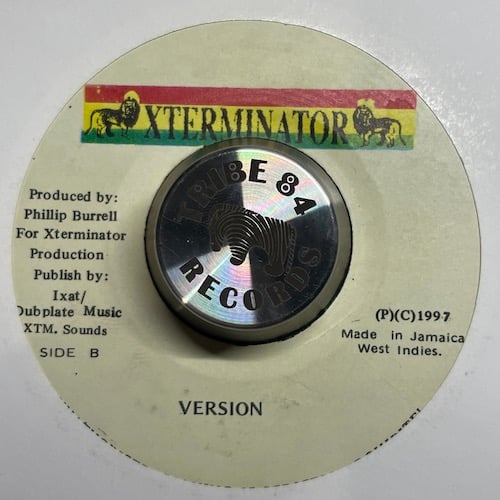 XTERMINATOR
TRIBE 84
RECORDS
Produced by:
Phillip Burrell
For Xterminator
Production
Publish by:
Ixat/
Dubplate Music
XTM. Sounds
SIDE B
(P)(C)1997
Made in Jamaica
West Indies.
VERSION